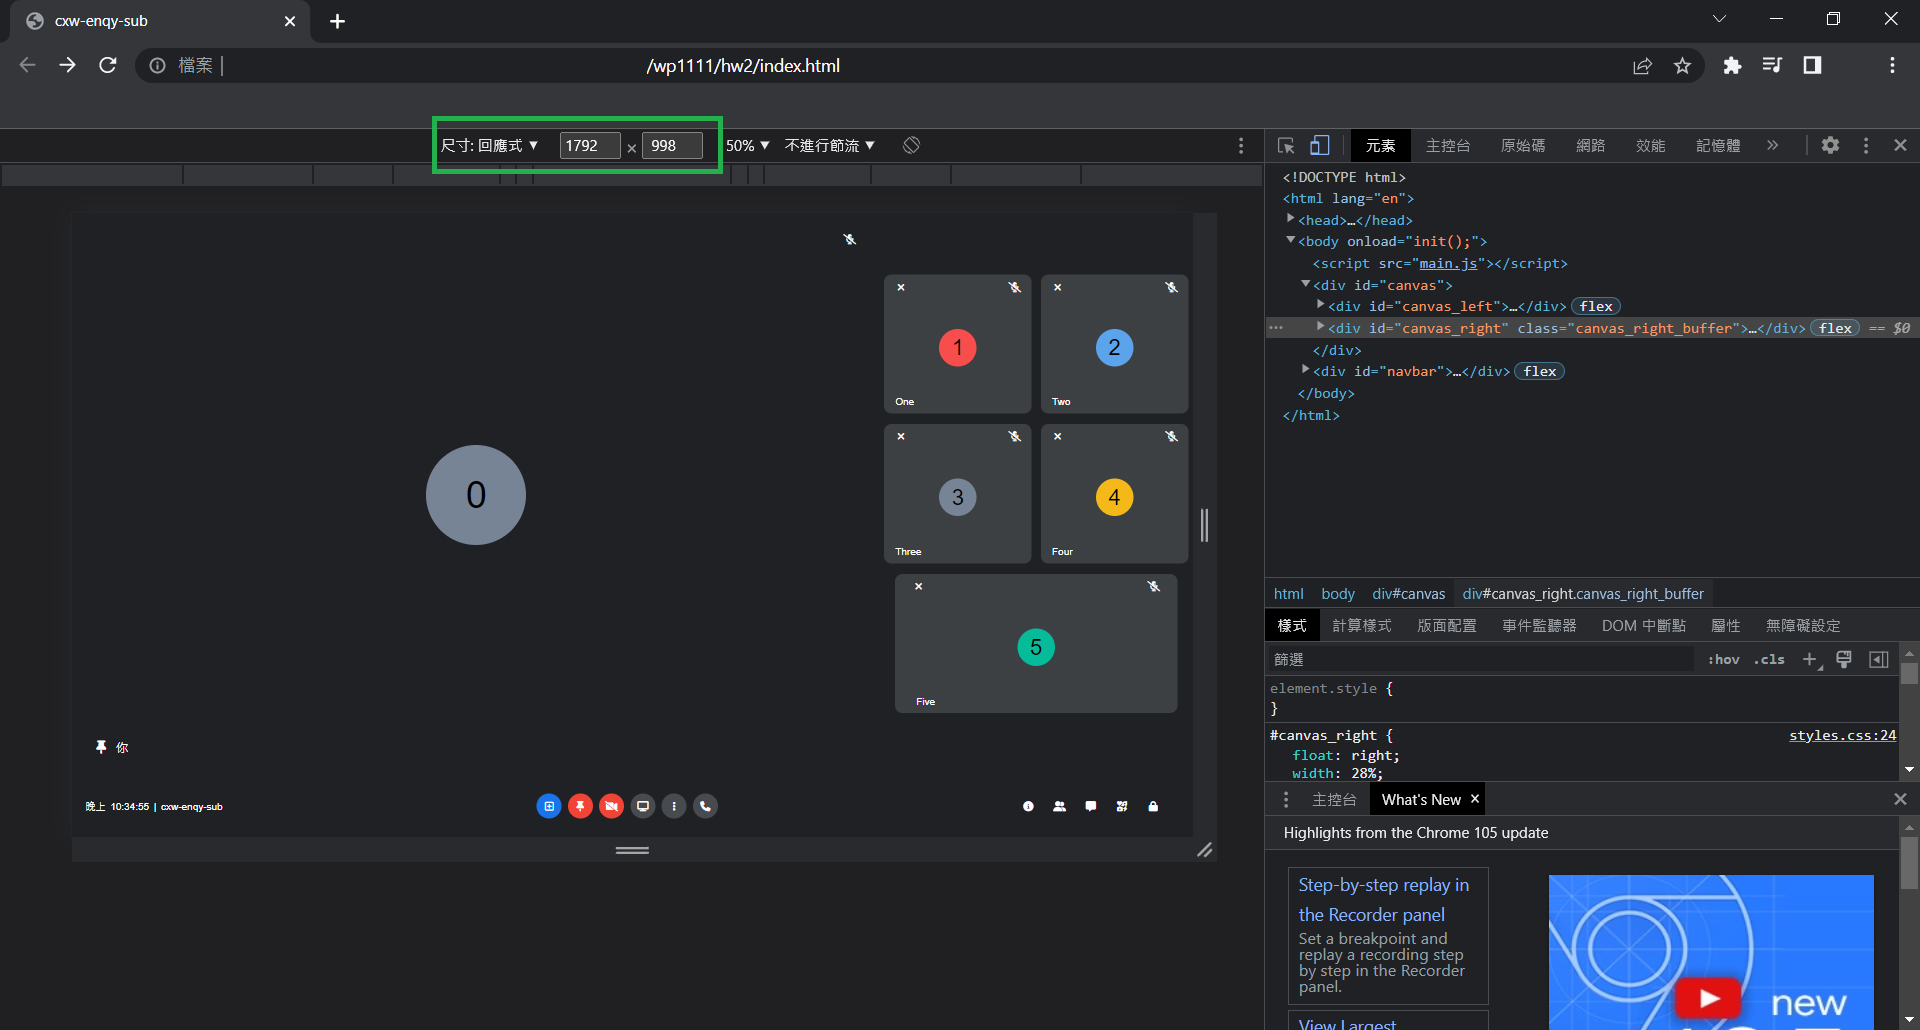 cxw-enqy-sub
檔案
/wp1111/hw2/index.html
尺寸: 回應式 ▼ 1792 × 998 50% ▼ 不進行節流 ▼
元素 主控台 原始碼 網路 效能 記憶體 »
<!DOCTYPE html>
<html lang="en">
<head>…</head>
<body onload="init();">
<script src="main.js"></script>
<div id="canvas">
<div id="canvas_left">…</div> flex
··· <div id="canvas_right" class="canvas_right_buffer">…</div> flex == $0
</div>
<div id="navbar">…</div> flex
</body>
</html>
1
One
2
Two
3
Three
4
Four
5
Five
0
你
晚上 10:34:55 | cxw-enqy-sub
html body div#canvas div#canvas_right.canvas_right_buffer
樣式 計算樣式 版面配置 事件監聽器 DOM 中斷點 屬性 無障礙設定
篩選 :hov .cls
element.style {
}
#canvas_right { styles.css:24
float: right;
width: 28%;
主控台 What's New ×
Highlights from the Chrome 105 update
Step-by-step replay in
the Recorder panel
Set a breakpoint and
replay a recording step
by step in the Recorder
panel.
View Largest
new